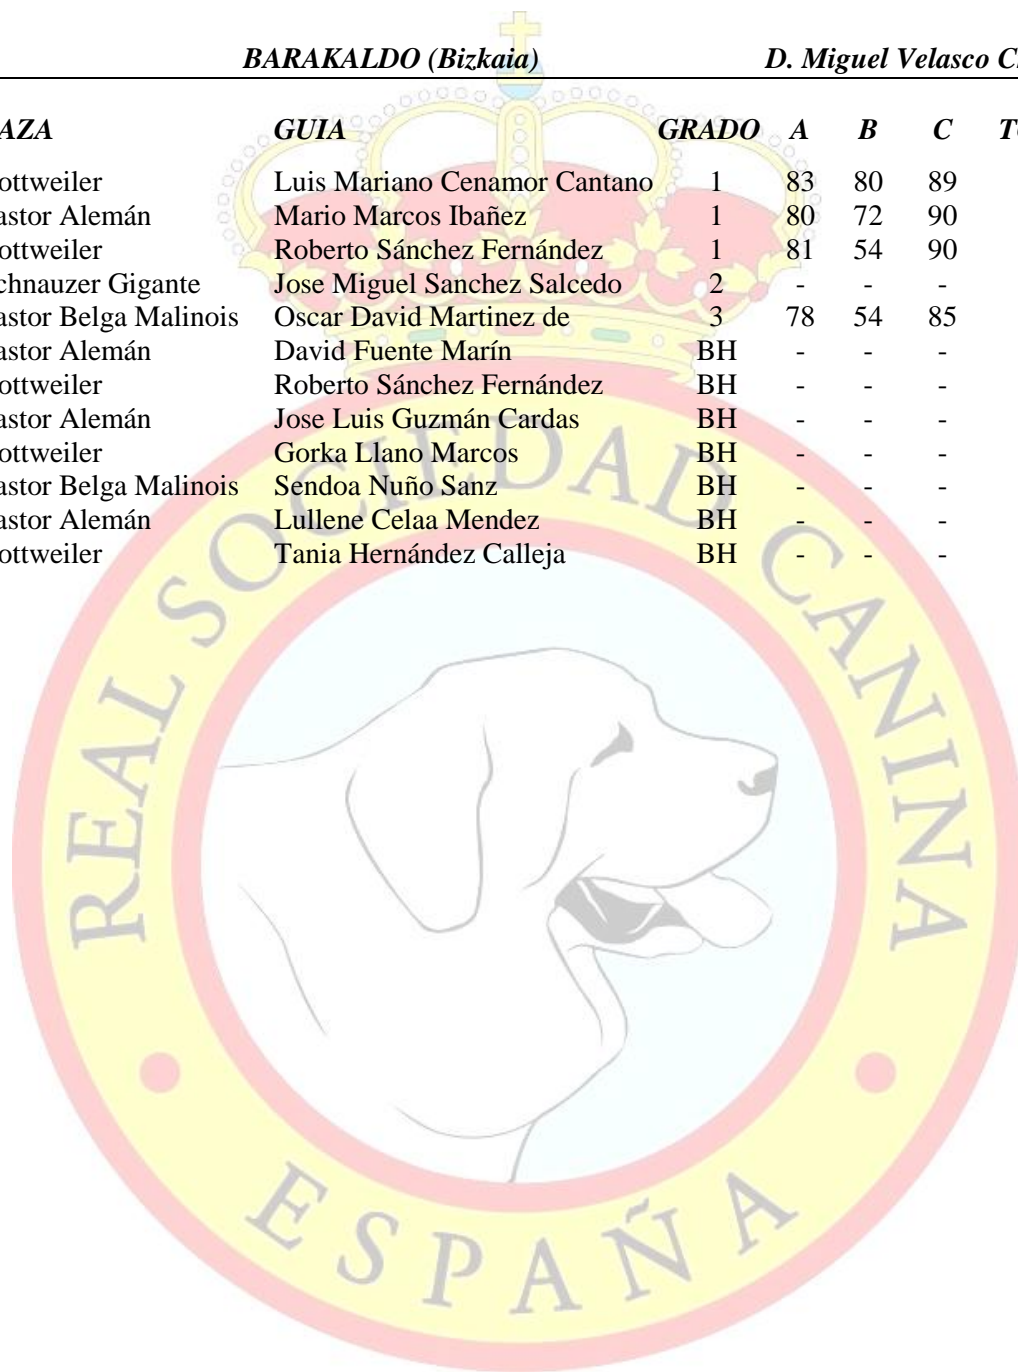 BARAKALDO (Bizkaia) D. Miguel Velasco C
AZA GUIA GRADO A B C T
ottweiler Luis Mariano Cenamor Cantano 1 83 80 89
astor Alemán Mario Marcos Ibañez 1 80 72 90
ottweiler Roberto Sánchez Fernández 1 81 54 90
chnauzer Gigante Jose Miguel Sanchez Salcedo 2 - - -
astor Belga Malinois Oscar David Martinez de 3 78 54 85
astor Alemán David Fuente Marín BH - - -
ottweiler Roberto Sánchez Fernández BH - - -
astor Alemán Jose Luis Guzmán Cardas BH - - -
ottweiler Gorka Llano Marcos BH - - -
astor Belga Malinois Sendoa Nuño Sanz BH - - -
astor Alemán Lullene Celaa Mendez BH - - -
ottweiler Tania Hernández Calleja BH - - -
REAL SOCIEDAD CANINA
ESPAÑA